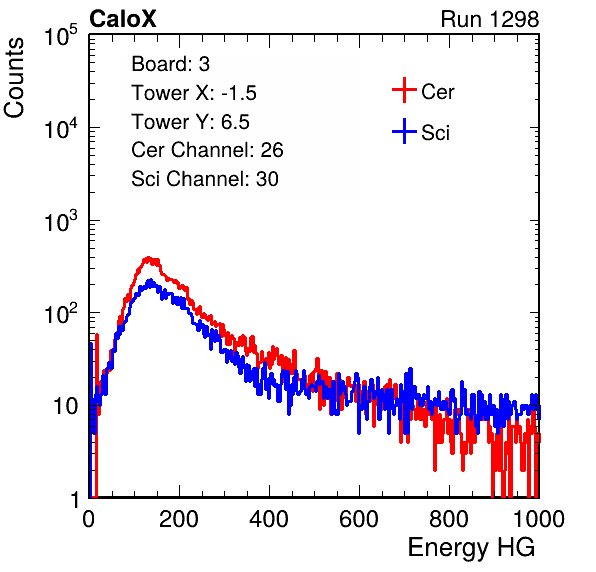 CaloX Run 1298
Counts
10^5
10^4
10^3
10^2
10
1
Board: 3
Tower X: -1.5
Tower Y: 6.5
Cer Channel: 26
Sci Channel: 30
Cer
Sci
0 200 400 600 800 1000
Energy HG